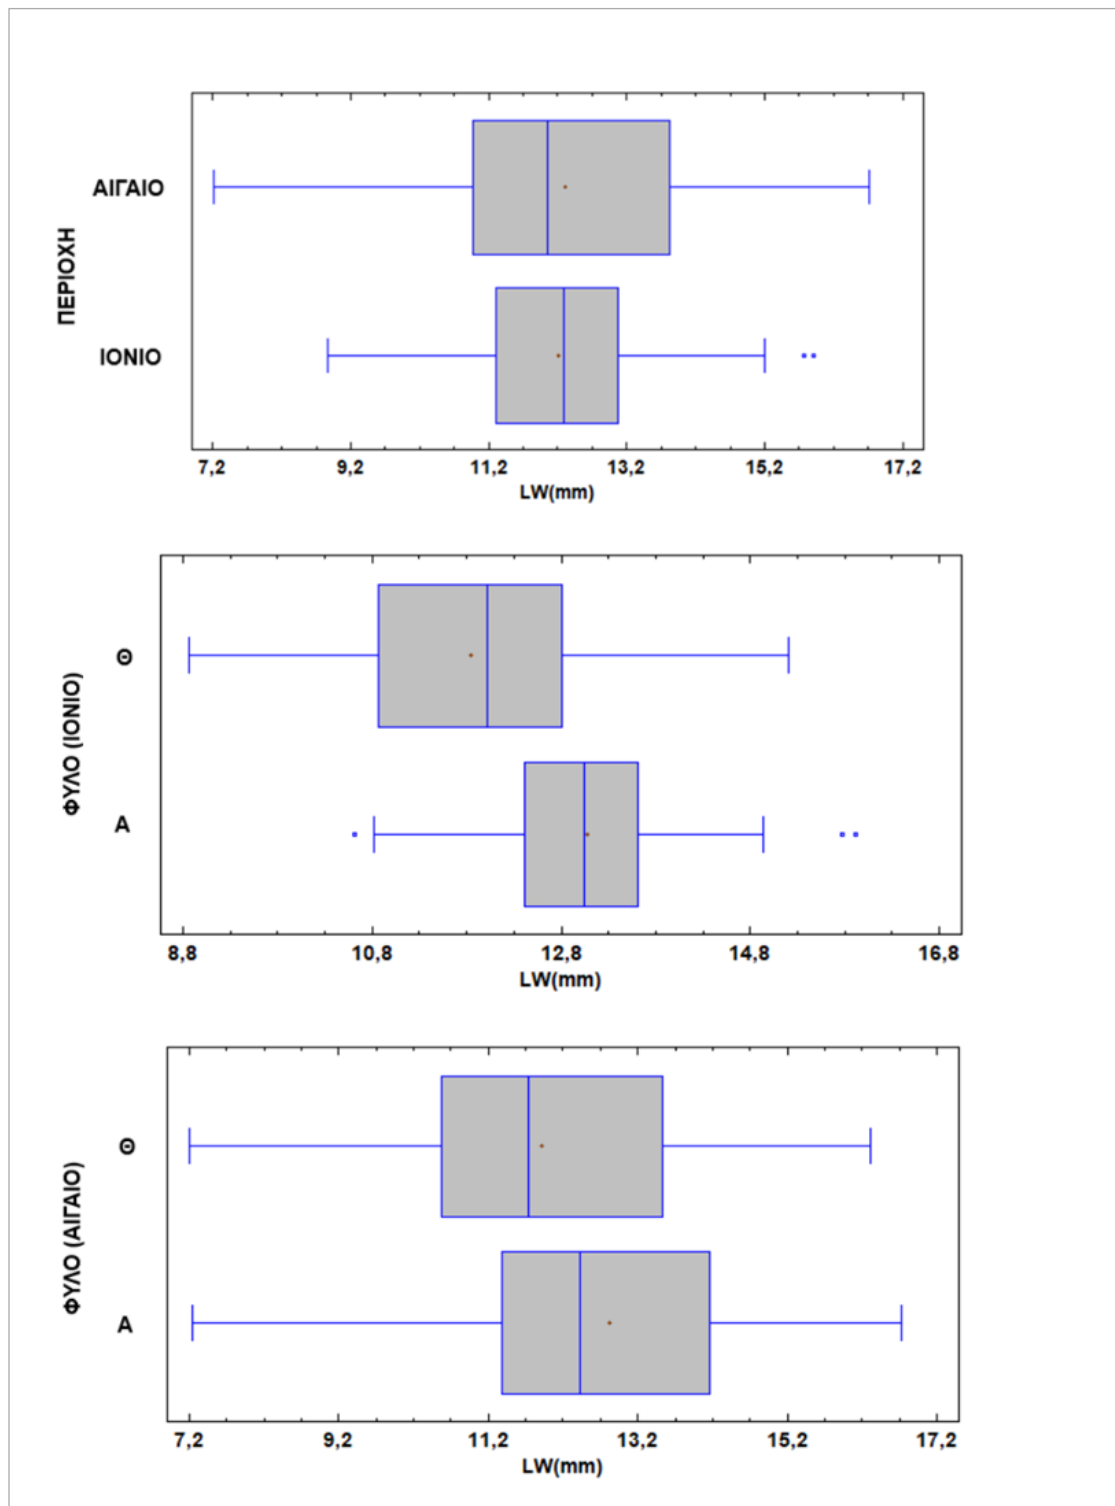 ΑΙΓΑΙΟ
ΠΕΡΙΟΧΗ
ΙΟΝΙΟ
7,2 9,2 11,2 13,2 15,2 17,2
LW(mm)
Θ
ΦΥΛΟ (ΙΟΝΙΟ)
Α
8,8 10,8 12,8 14,8 16,8
LW(mm)
Θ
ΦΥΛΟ (ΑΙΓΑΙΟ)
Α
7,2 9,2 11,2 13,2 15,2 17,2
LW(mm)